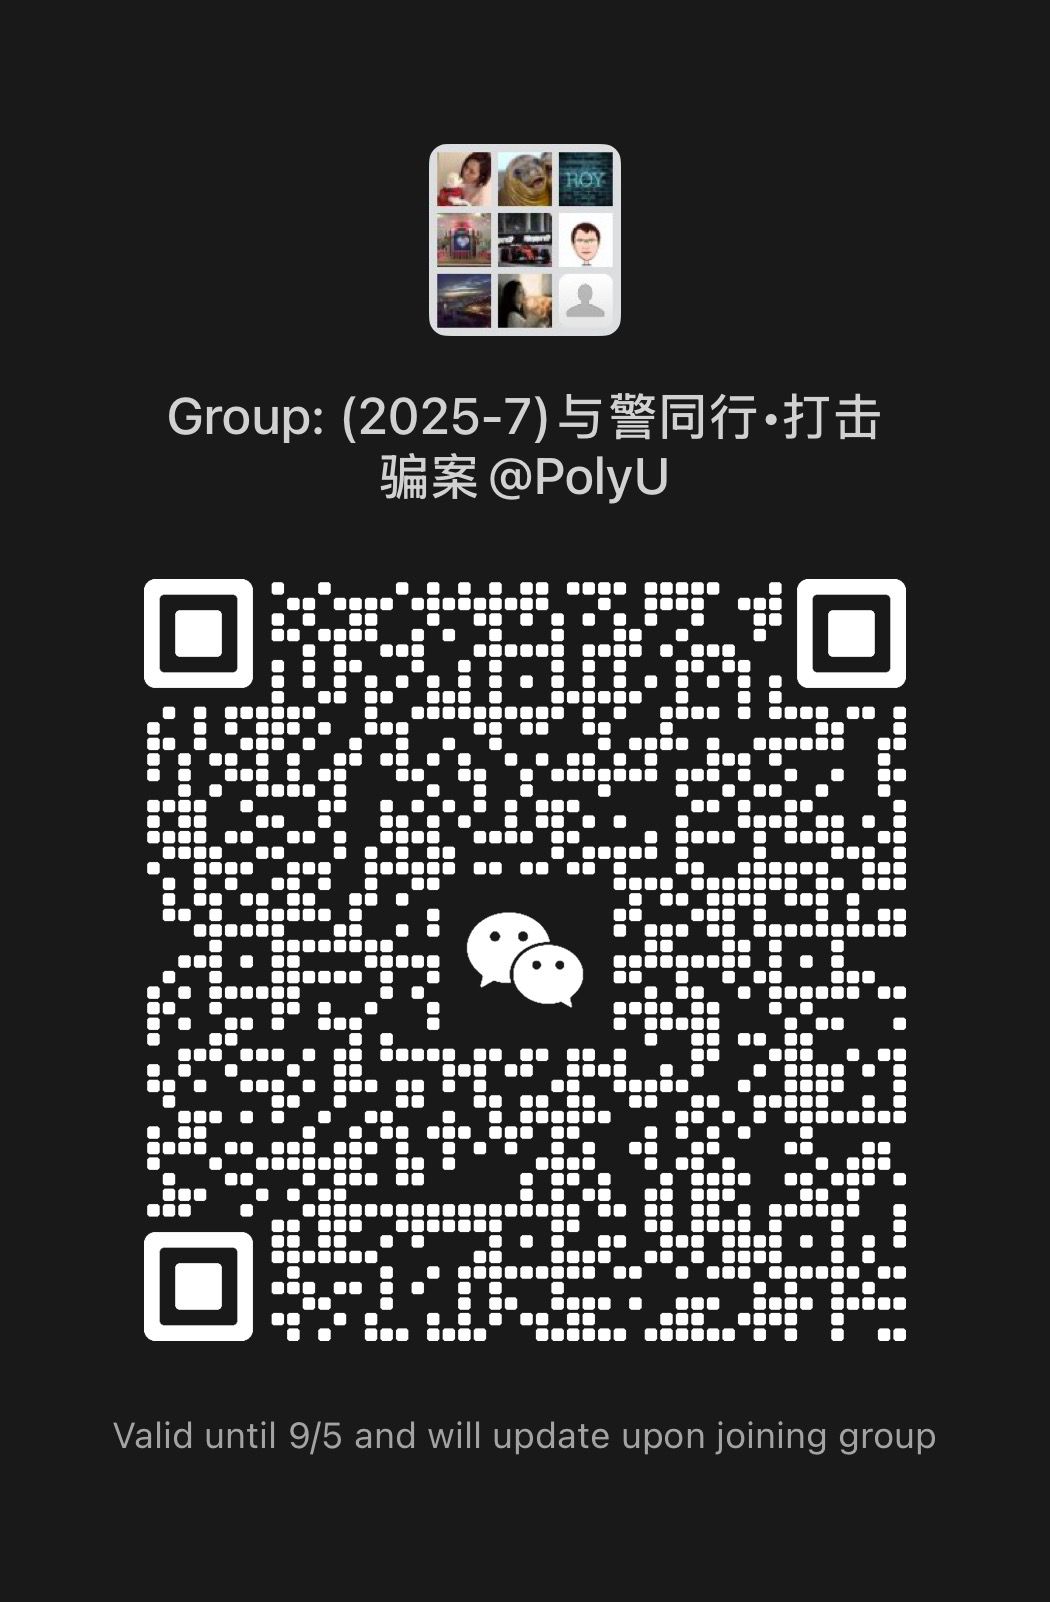 ROY
Group: (2025-7)与警同行•打击
骗案@PolyU
Valid until 9/5 and will update upon joining group